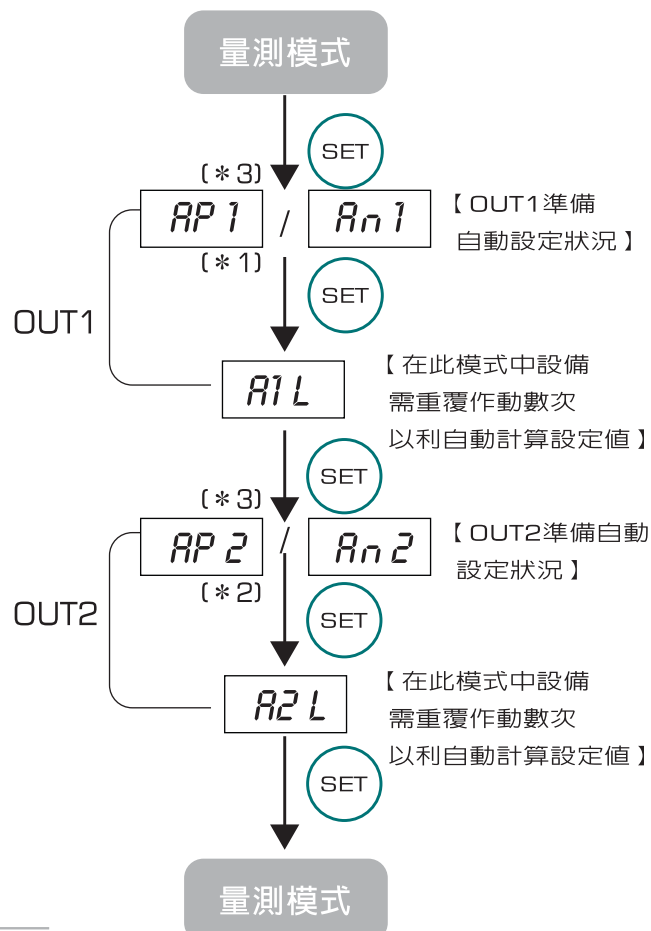 量測模式
SET
(*3)
AP 1 / An 1
【OUT1準備
自動設定狀況】
(*1)
SET
OUT1
A1 L
【在此模式中設備
需重覆作動數次
以利自動計算設定值】
SET
(*3)
AP 2 / An 2
【OUT2準備自動
設定狀況】
(*2)
SET
OUT2
A2 L
【在此模式中設備
需重覆作動數次
以利自動計算設定值】
SET
量測模式